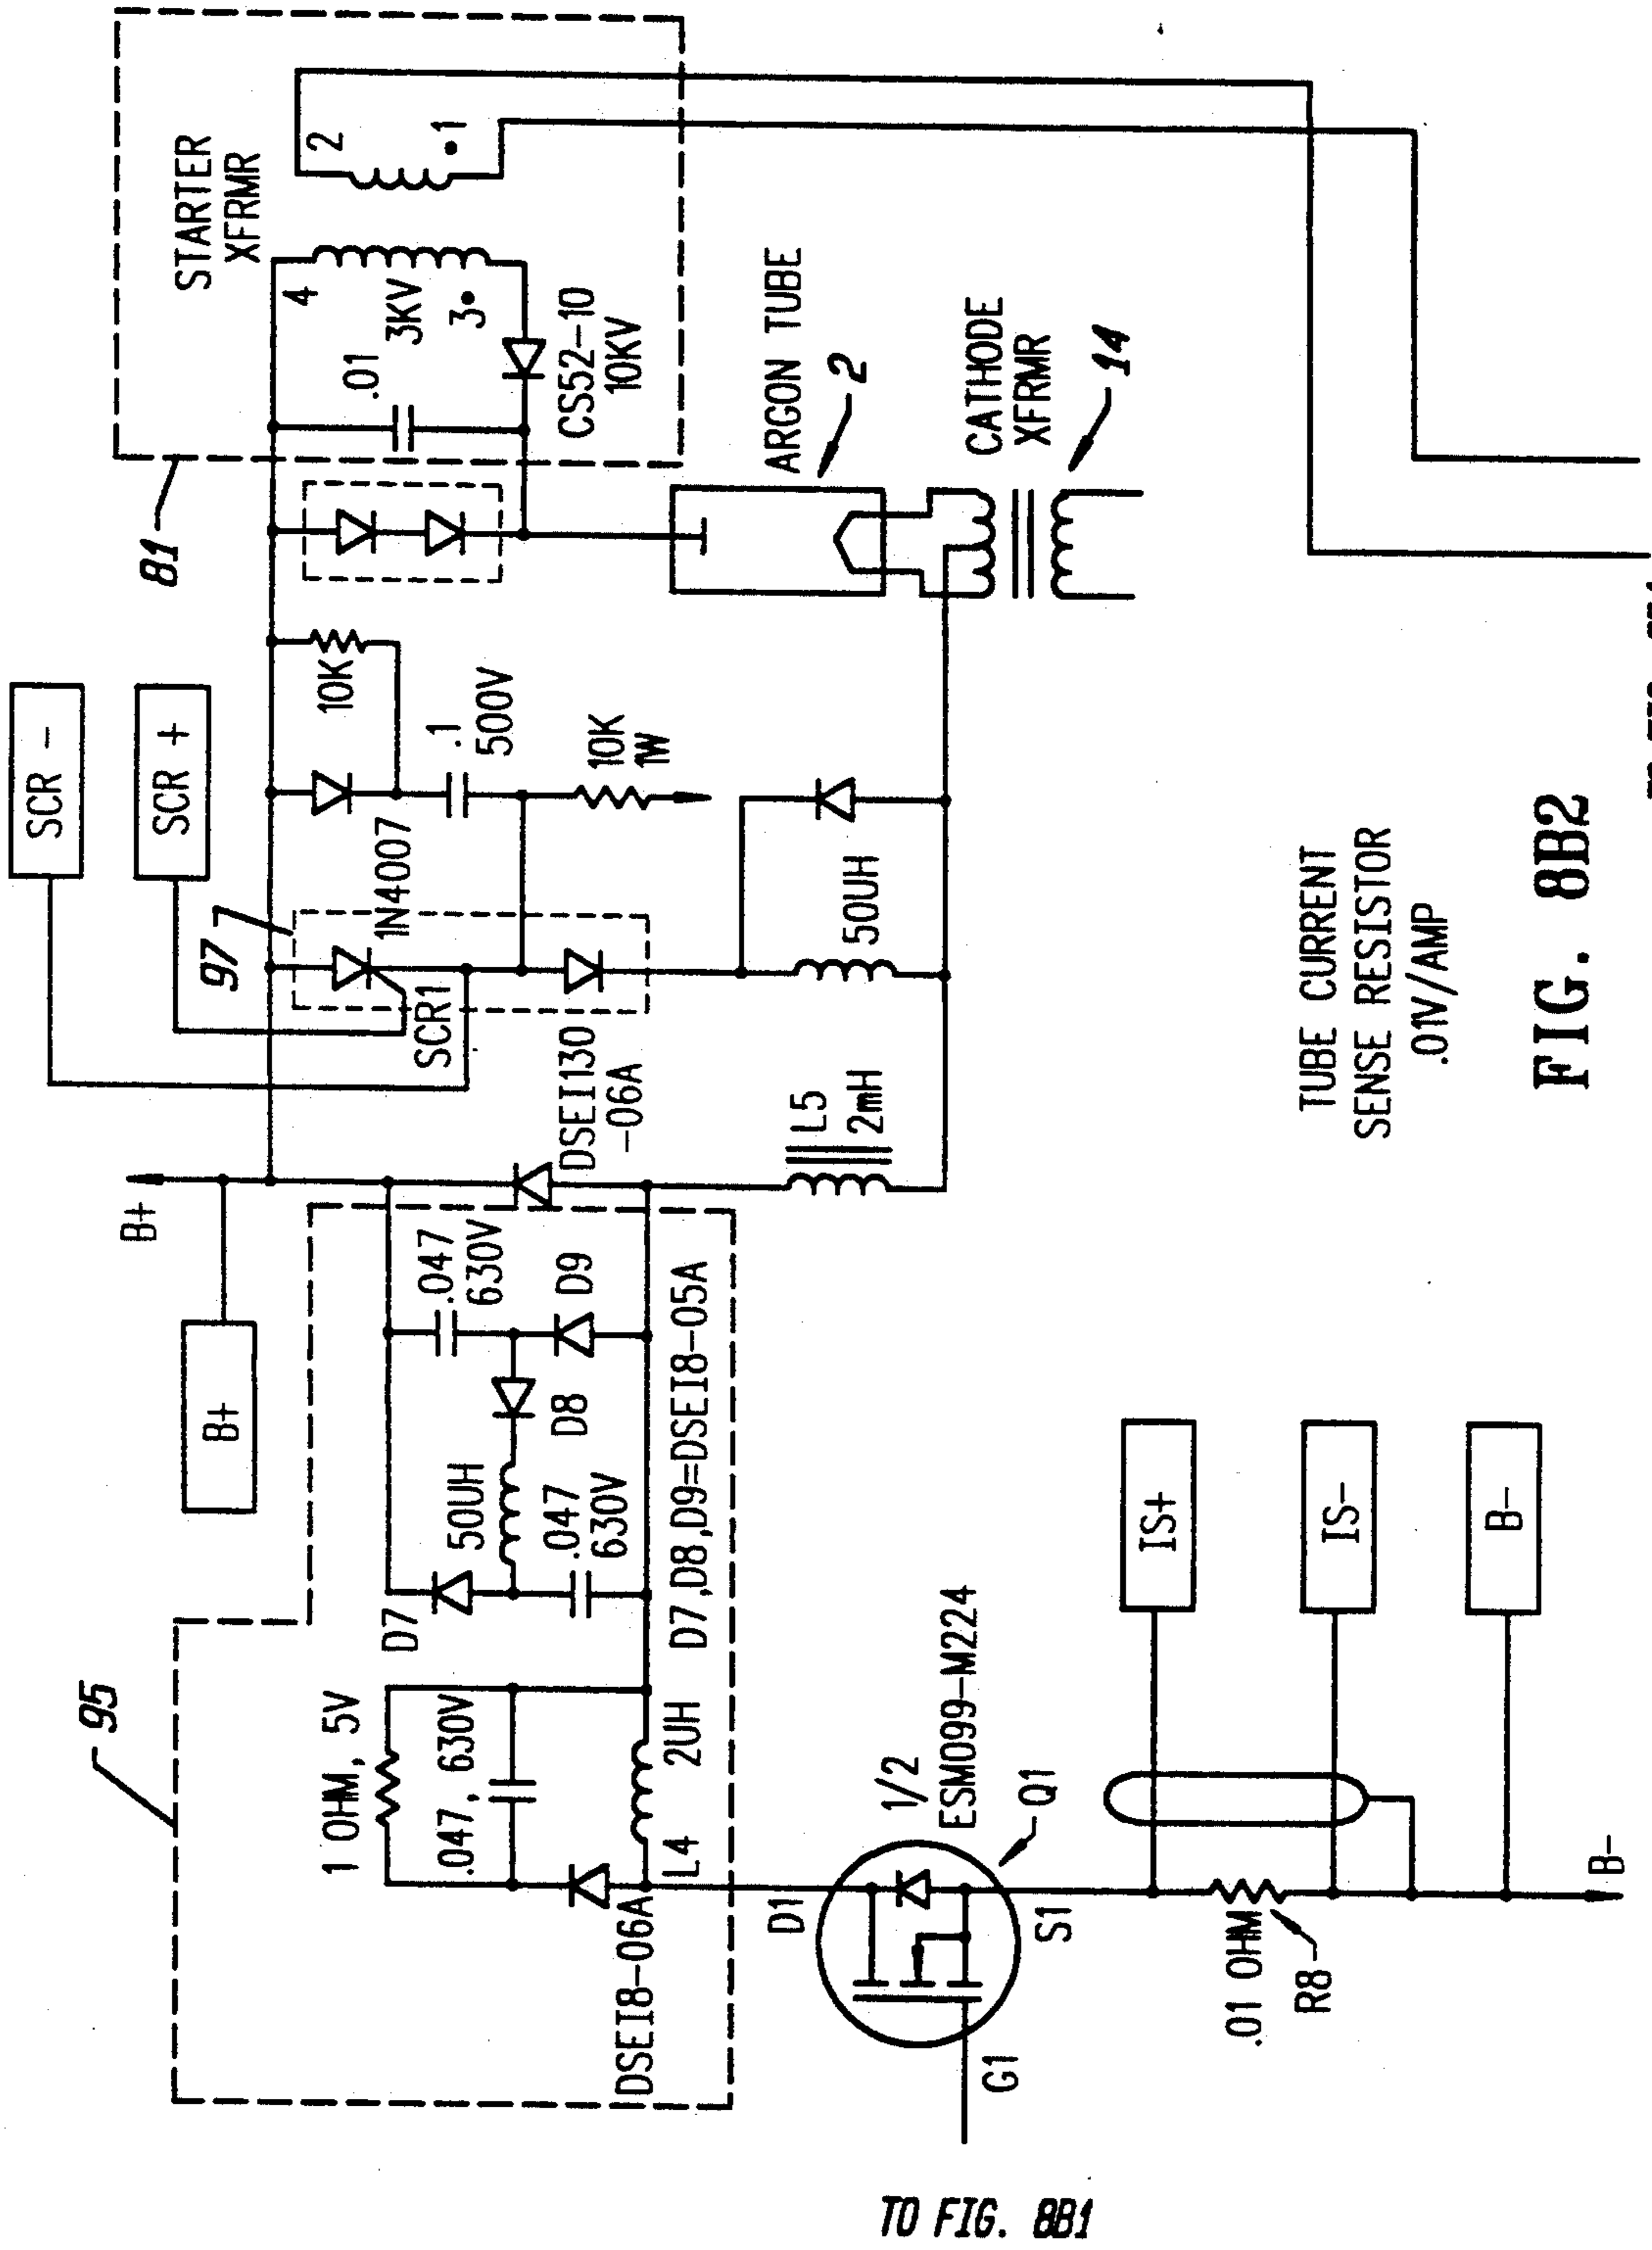 81
STARTER
XFRMR
2
1
4
3KV
3
.01
CS52-10
10KV
ARGON TUBE
2
CATHODE
XFRMR
14
SCR -
SCR +
10K
.1
500V
10K
1W
97
1N4007
SCR1
DSEI130
-06A
50UH
L5
2mH
B+
B+
95
.047
630V
D9
D8
50UH
.047
630V
D7
D7,D8,D9=DSEI8-05A
1 OHM, 5V
.047, 630V
L4
2UH
DSEI8-06A
D1
1/2
ESM099-M224
Q1
S1
G1
.01 OHM
R8
IS+
IS-
B-
B-
TUBE CURRENT
SENSE RESISTOR
.01V/AMP
FIG. 8B2
TO FIG. 8B1